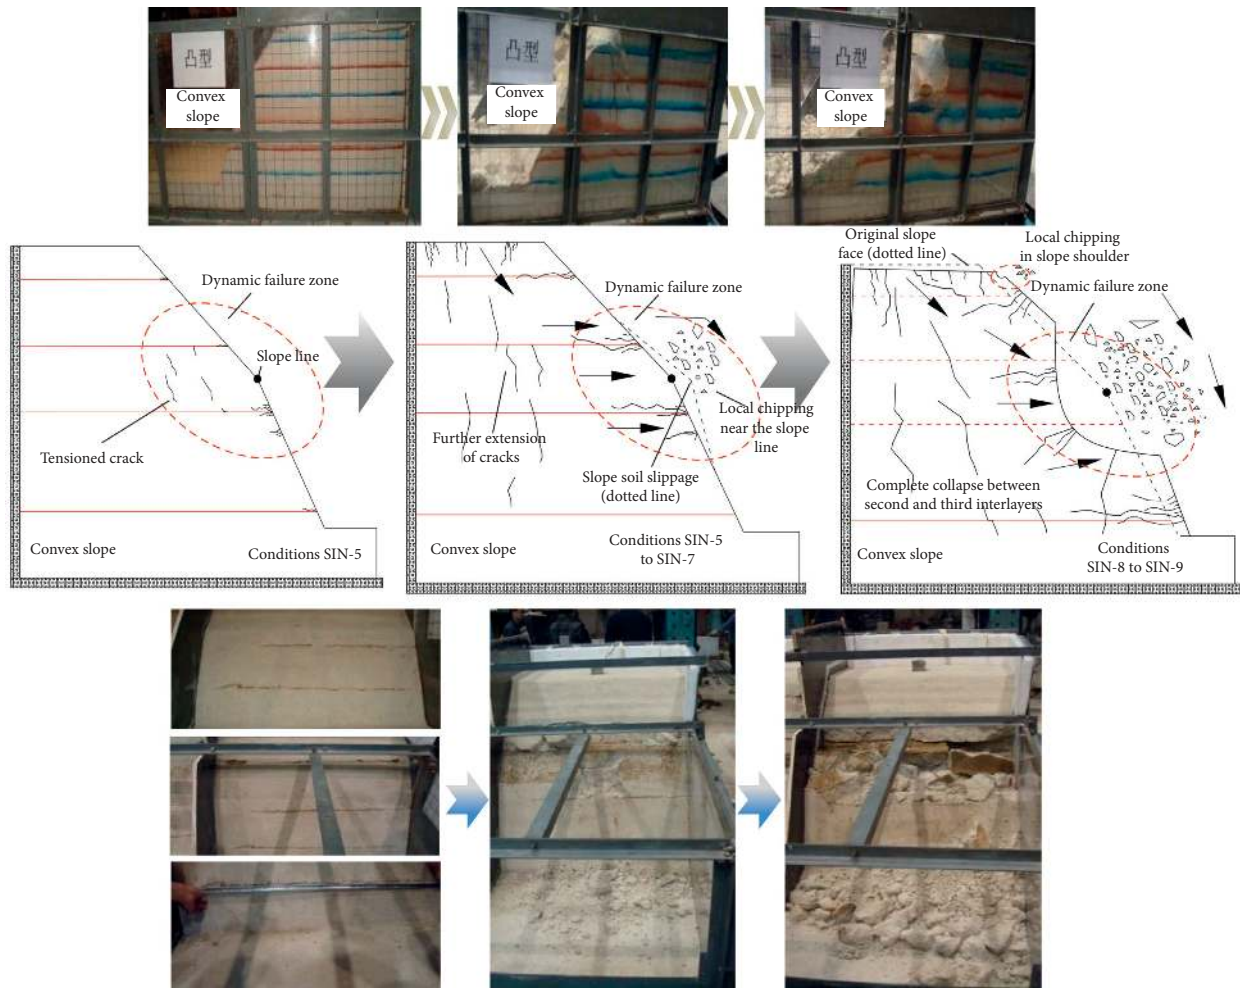 凸型
Convex
slope
凸型
Convex
slope
凸型
Convex
slope
Dynamic failure zone
Slope line
Tensioned crack
Convex slope
Conditions SIN-5
Dynamic failure zone
Further extension
of cracks
Local chipping
near the slope
line
Slope soil slippage
(dotted line)
Convex slope
Conditions SIN-5
to SIN-7
Original slope
face (dotted line)
Local chipping
in slope shoulder
Dynamic failure zone
Complete collapse between
second and third interlayers
Convex slope
Conditions
SIN-8 to SIN-9